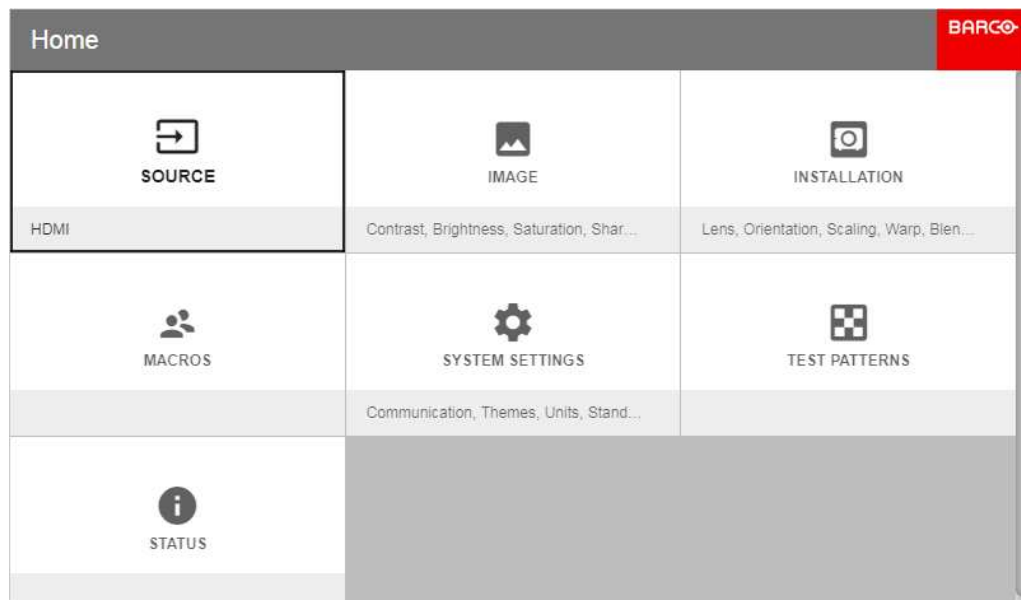 Home
BARCO
SOURCE
IMAGE
INSTALLATION
HDMI
Contrast, Brightness, Saturation, Shar...
Lens, Orientation, Scaling, Warp, Blen...
MACROS
SYSTEM SETTINGS
TEST PATTERNS
Communication, Themes, Units, Stand...
STATUS